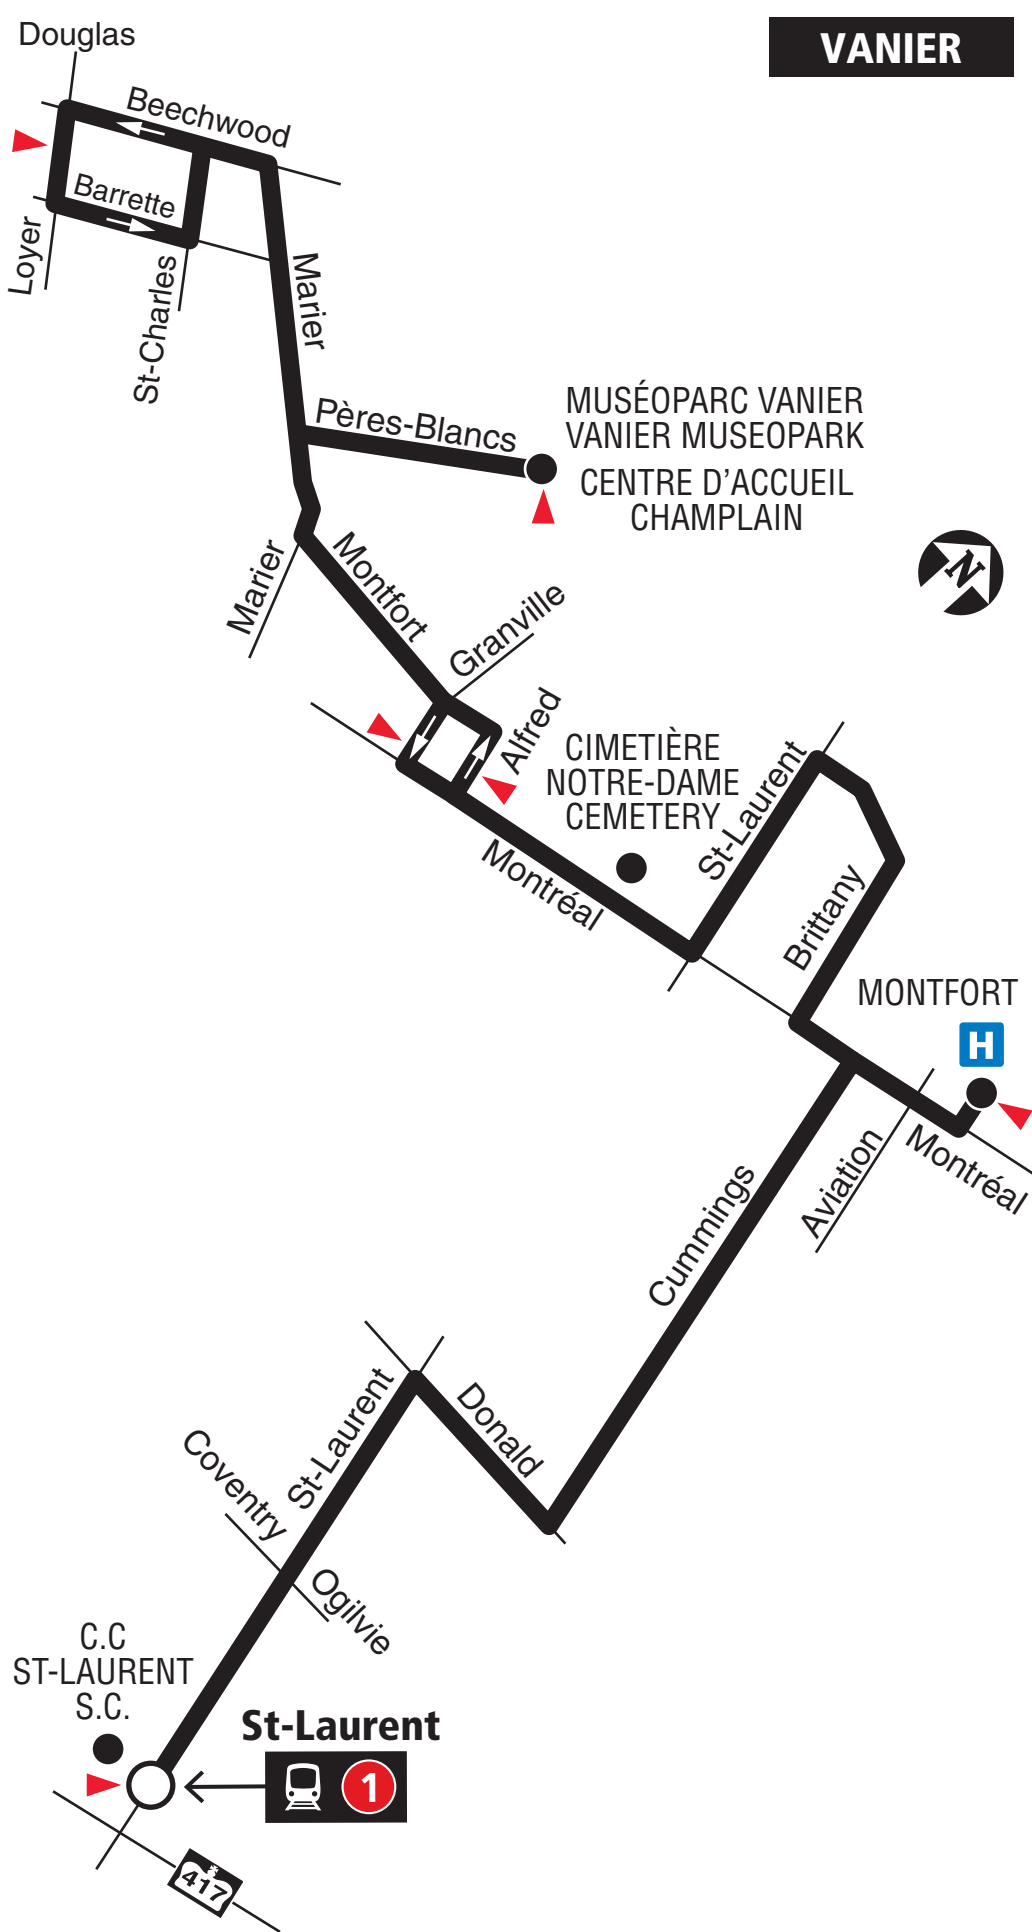 Douglas
VANIER
Beechwood
Barrette
Loyer
St-Charles
Marier
Pères-Blancs
MUSÉOPARC VANIER
VANIER MUSEOPARK
CENTRE D'ACCUEIL
CHAMPLAIN
N
Marier
Montfort
Granville
Alfred
CIMETIÈRE
NOTRE-DAME
CEMETERY
St-Laurent
Montréal
Brittany
MONTFORT
H
Aviation
Montréal
Cummings
St-Laurent
Donald
Coventry
Ogilvie
C.C
ST-LAURENT
S.C.
St-Laurent
1
417